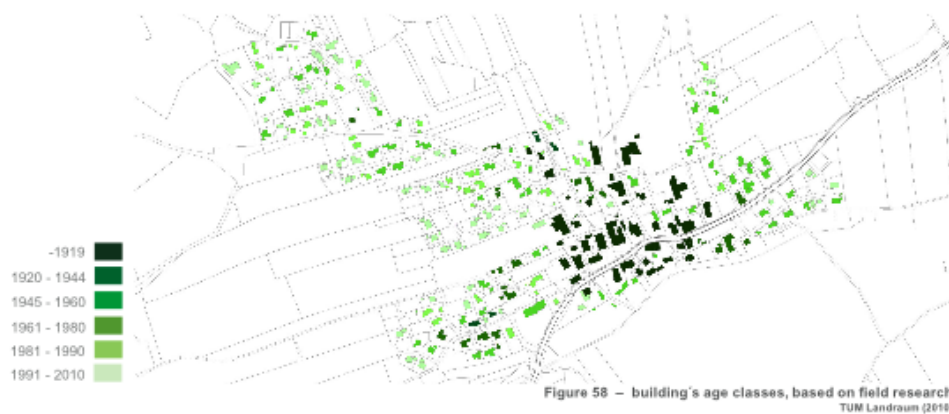 -1919
1920 - 1944
1945 - 1960
1961 - 1980
1981 - 1990
1991 - 2010
Figure 58 – building´s age classes, based on field research
TUM Landraum (2010